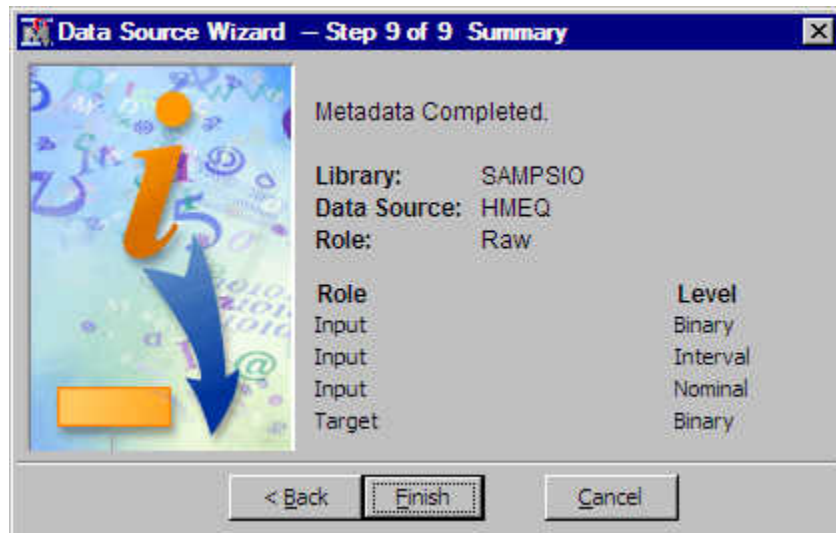 Data Source Wizard – Step 9 of 9 Summary
Metadata Completed.
Library: SAMPSIO
Data Source: HMEQ
Role: Raw
Role Level
Input Binary
Input Interval
Input Nominal
Target Binary
< Back Finish Cancel